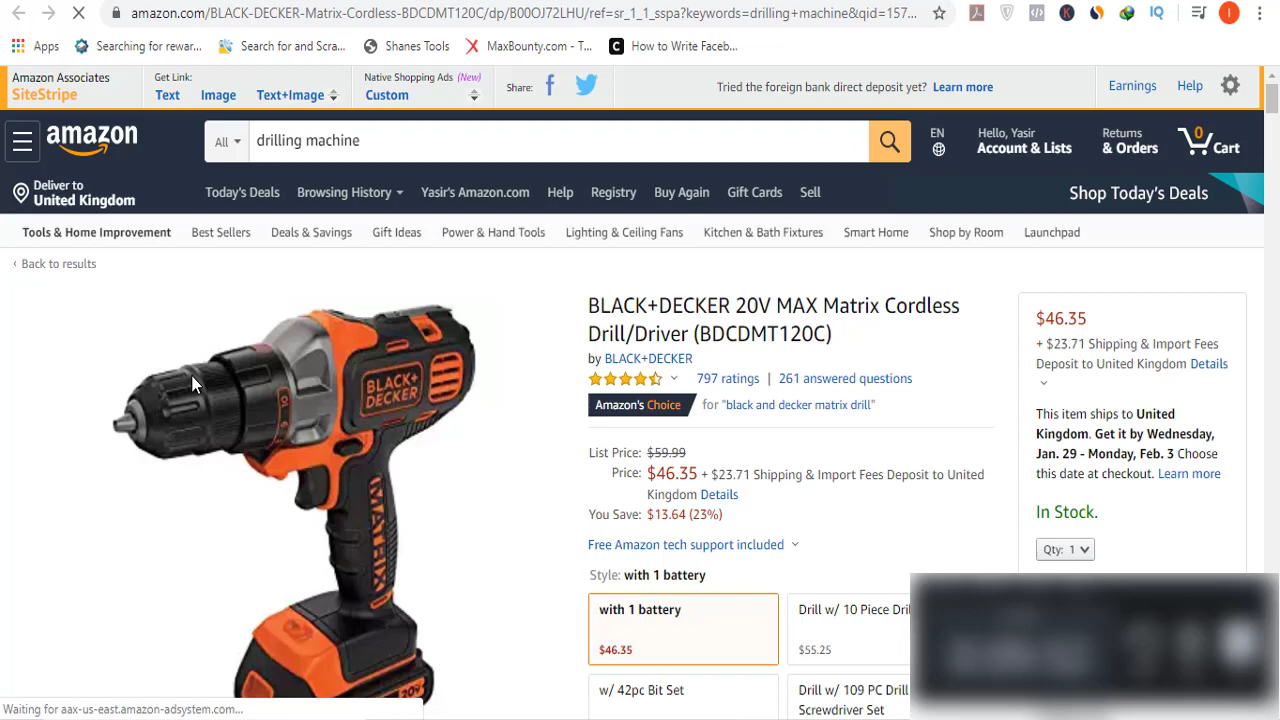 amazon.com/BLACK-DECKER-Matrix-Cordless-BDCDMT120C/dp/B00OJ72LHU/ref=sr_1_1_sspa?keywords=drilling+machine&qid=157...
Apps Searching for rewar... Search for and Scra... Shanes Tools MaxBounty.com - T... How to Write Faceb...
Amazon Associates
SiteStripe
Get Link:
Text Image Text+Image
Native Shopping Ads (New)
Custom
Share:
Tried the foreign bank direct deposit yet? Learn more
Earnings Help
amazon
All drilling machine
EN
Hello, Yasir
Account & Lists
Returns
& Orders
0
Cart
Deliver to
United Kingdom
Today's Deals Browsing History Yasir's Amazon.com Help Registry Buy Again Gift Cards Sell
Shop Today's Deals
Tools & Home Improvement Best Sellers Deals & Savings Gift Ideas Power & Hand Tools Lighting & Ceiling Fans Kitchen & Bath Fixtures Smart Home Shop by Room Launchpad
‹ Back to results
BLACK+
DECKER
MATRIX
20V
BLACK+DECKER 20V MAX Matrix Cordless
Drill/Driver (BDCDMT120C)
by BLACK+DECKER
797 ratings | 261 answered questions
Amazon's Choice for "black and decker matrix drill"
List Price: $59.99
Price: $46.35 + $23.71 Shipping & Import Fees Deposit to United
Kingdom Details
You Save: $13.64 (23%)
Free Amazon tech support included
Style: with 1 battery
with 1 battery
$46.35
Drill w/ 10 Piece Dril
$55.25
w/ 42pc Bit Set
Drill w/ 109 PC Drill
Screwdriver Set
$46.35
+ $23.71 Shipping & Import Fees
Deposit to United Kingdom Details
This item ships to United
Kingdom. Get it by Wednesday,
Jan. 29 - Monday, Feb. 3 Choose
this date at checkout. Learn more
In Stock.
Qty: 1
Waiting for aax-us-east.amazon-adsystem.com...